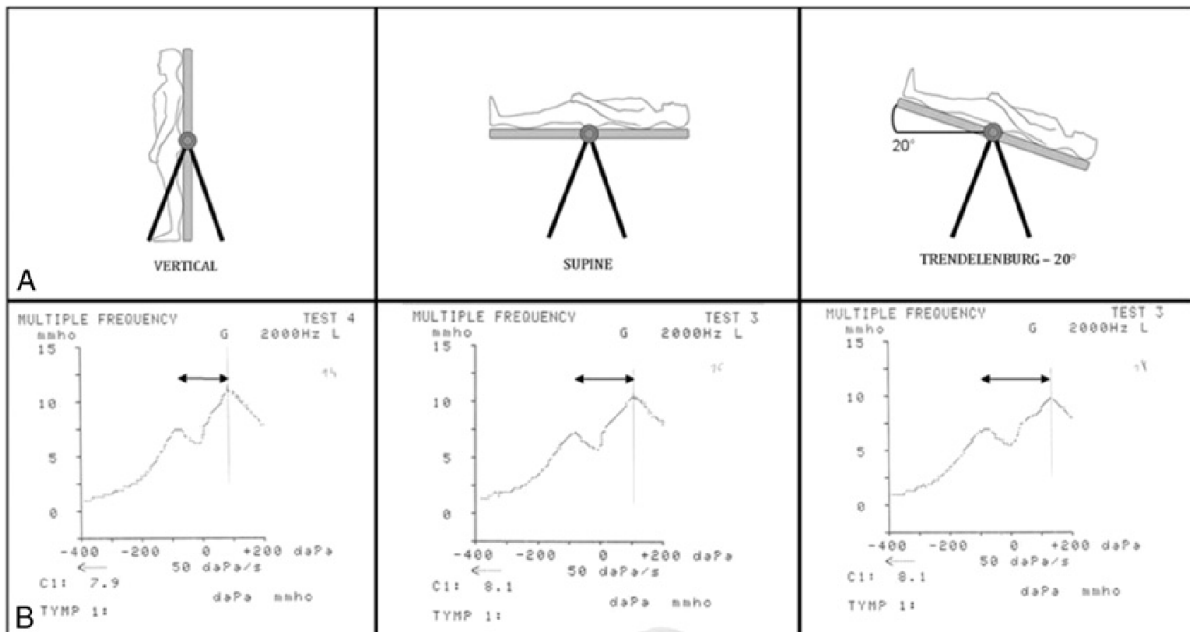 A
VERTICAL
SUPINE
20°
TRENDELENBURG – 20°
B
MULTIPLE FREQUENCY TEST 4
mmho G 2000Hz L
15
10
5
0
-400 -200 0 +200 daPa
<---- 50 daPa/s
C1: 7.9
daPa mmho
TYMP 1:
MULTIPLE FREQUENCY TEST 3
mmho G 2000Hz L
15
10
5
0
-400 -200 0 +200 daPa
<---- 50 daPa/s
C1: 8.1
daPa mmho
TYMP 1:
MULTIPLE FREQUENCY TEST 3
mmho G 2000Hz L
15
10
5
0
-400 -200 0 +200 daPa
<---- 50 daPa/s
C1: 8.1
daPa mmho
TYMP 1: